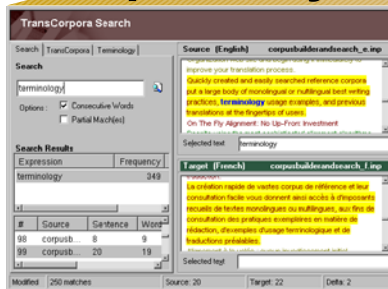 TransCorpora Search
Search TransCorpora Terminology
Search
terminology
Options: Consecutive Words
Partial Match(es)
Search Results
Expression Frequency
terminology 349
# Source Sentence Word
98 corpusb... 8 9
99 corpusb... 20 19
Source (English) corpusbuilderandsearch_e.inp
improve your translation process.
Quickly created and easily searched reference corpora
put a large body of monolingual or multilingual best writing
practices, terminology usage examples, and previous
translations at the fingertips of users.
On The Fly Alignment: No Up-Front Investment
Selected text terminology
Target (French) corpusbuilderandsearch_f.inp
traduction.
La création rapide de vastes corpus de référence et leur
consultation facile vous donnent ainsi accès à d'imposants
recueils de textes monolingues ou multilingues, aux fins de
consultation des pratiques exemplaires en matière de
rédaction, d'exemples d'usage terminologique et de
traductions préalables.
Selected text
Modified 250 matches Source: 20 Target: 22 Delta: 2